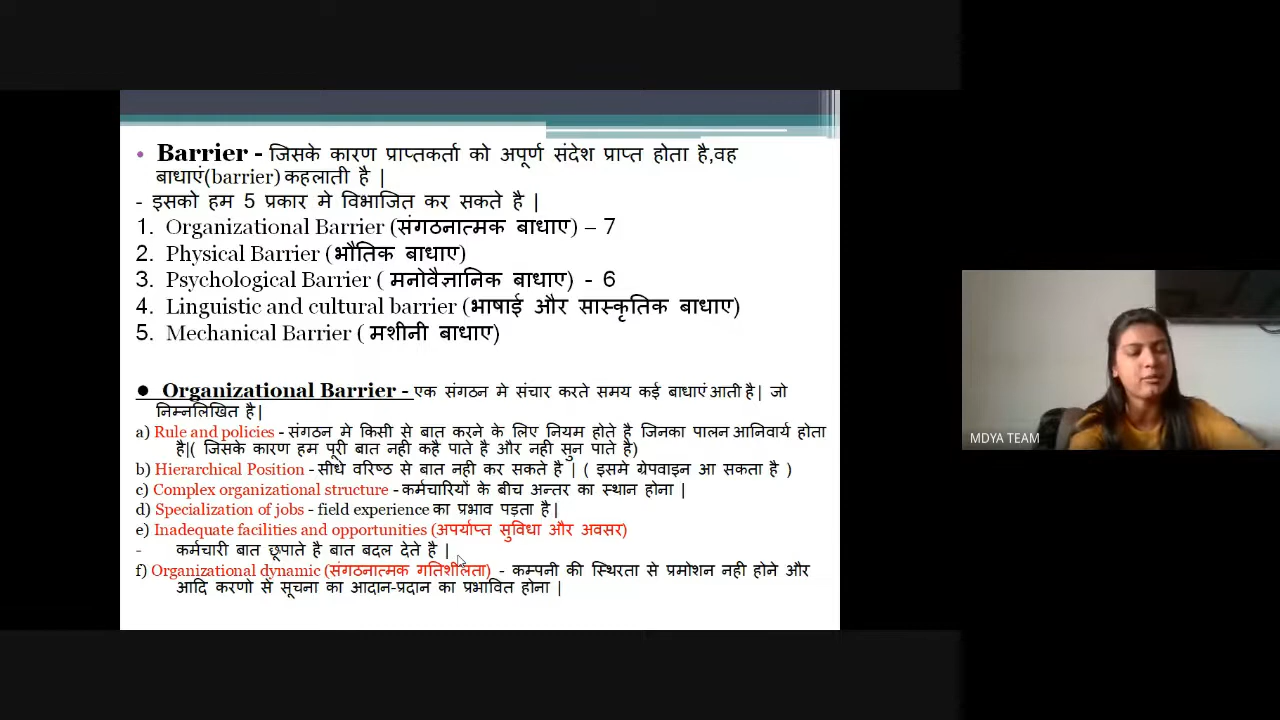 • Barrier - जिसके कारण प्राप्तकर्ता को अपूर्ण संदेश प्राप्त होता है,वह
बाधाएं(barrier) कहलाती है |
- इसको हम 5 प्रकार मे विभाजित कर सकते है |
1. Organizational Barrier (संगठनात्मक बाधाए) – 7
2. Physical Barrier (भौतिक बाधाए)
3. Psychological Barrier ( मनोवैज्ञानिक बाधाए) - 6
4. Linguistic and cultural barrier (भाषाई और सास्कृतिक बाधाए)
5. Mechanical Barrier ( मशीनी बाधाए)
● Organizational Barrier - एक संगठन मे संचार करते समय कई बाधाएं आती है| जो
निम्नलिखित है|
a) Rule and policies - संगठन मे किसी से बात करने के लिए नियम होते है जिनका पालन आनिवार्य होता
है|( जिसके कारण हम पूरी बात नही कहै पाते है और नही सुन पाते है)
b) Hierarchical Position - सीधे वरिष्ठ से बात नही कर सकते है | ( इसमे ग्रेपवाइन आ सकता है )
c) Complex organizational structure - कर्मचारियों के बीच अन्तर का स्थान होना |
d) Specialization of jobs - field experience का प्रभाव पड़ता है |
e) Inadequate facilities and opportunities (अपर्याप्त सुविधा और अवसर)
- कर्मचारी बात छूपाते है बात बदल देते है |
f) Organizational dynamic (संगठनात्मक गतिशीलता) - कम्पनी की स्थिरता से प्रमोशन नही होने और
आदि करणो से सूचना का आदान-प्रदान का प्रभावित होना |
MDYA TEAM